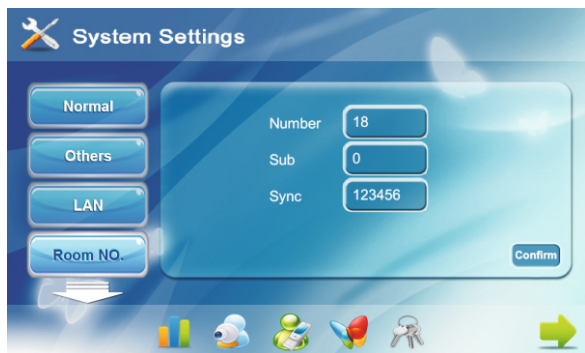 System Settings
Normal
Others
LAN
Room NO.
Number 18
Sub 0
Sync 123456
Confirm